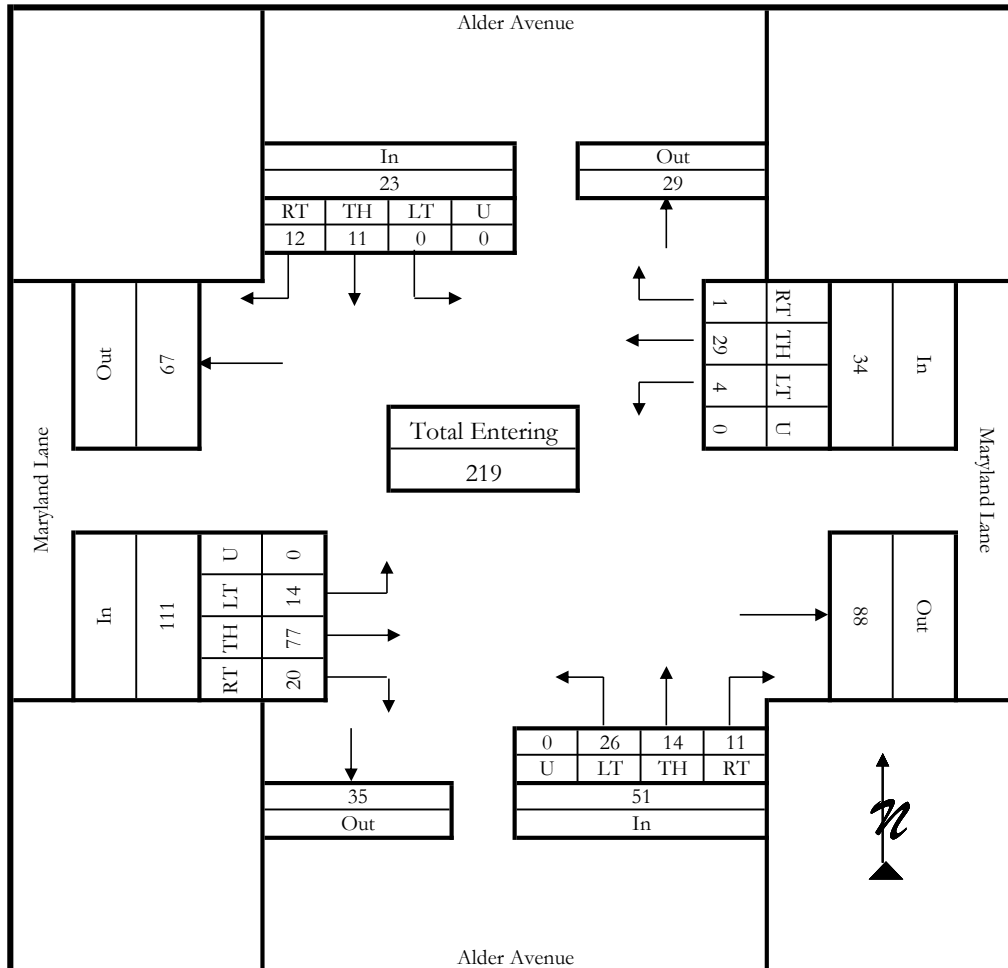 Alder Avenue
In
23
RT TH LT U
12 11 0 0
Out
29
Out 67
1 RT
29 TH
4 LT
0 U
34 In
Total Entering
219
Maryland Lane
Maryland Lane
In 111
U 0
LT 14
TH 77
RT 20
88 Out
35
Out
0 26 14 11
U LT TH RT
51
In
N
Alder Avenue